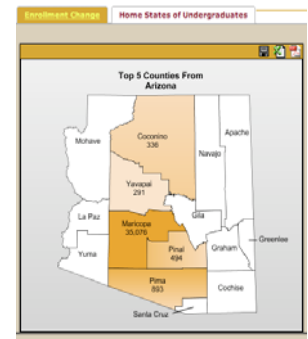 Enrollment Change
Home States of Undergraduates
Top 5 Counties From
Arizona
Mohave
Coconino
336
Navajo
Apache
Yavapai
291
La Paz
Gila
Maricopa
35,076
Greenlee
Yuma
Pinal
494
Graham
Pima
893
Cochise
Santa Cruz